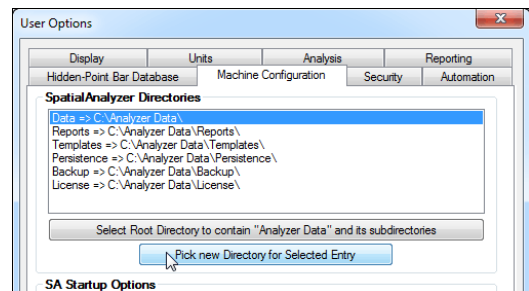 User Options
Display Units Analysis Reporting
Hidden-Point Bar Database Machine Configuration Security Automation
SpatialAnalyzer Directories
Data => C:\Analyzer Data\
Reports => C:\Analyzer Data\Reports\
Templates => C:\Analyzer Data\Templates\
Persistence => C:\Analyzer Data\Persistence\
Backup => C:\Analyzer Data\Backup\
License => C:\Analyzer Data\License\
Select Root Directory to contain "Analyzer Data" and its subdirectories
Pick new Directory for Selected Entry
SA Startup Options